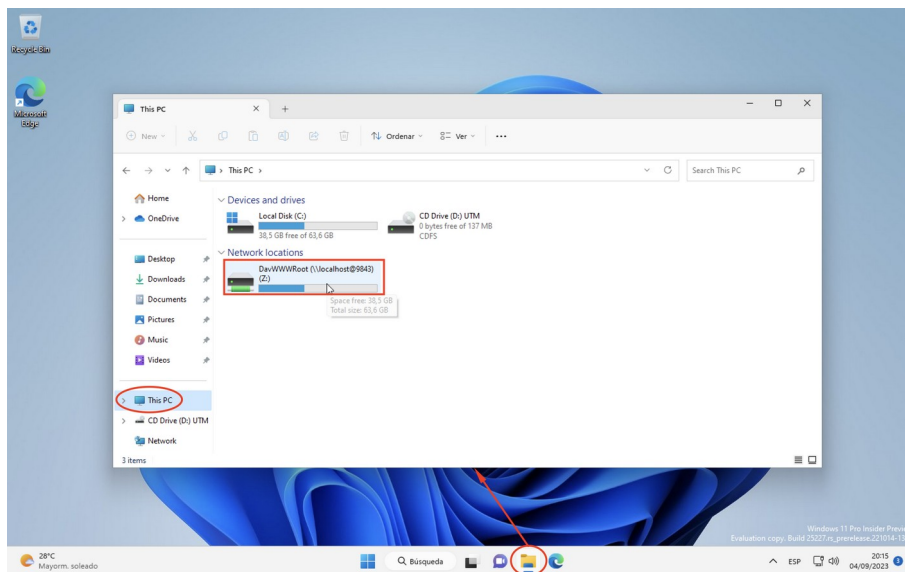 Recycle Bin
Microsoft
Edge
This PC
New
Ordenar
Ver
This PC
Search This PC
Home
OneDrive
Desktop
Downloads
Documents
Pictures
Music
Videos
This PC
CD Drive (D:) UTM
Network
Devices and drives
Local Disk (C:)
38,5 GB free of 63,6 GB
CD Drive (D:) UTM
0 bytes free of 137 MB
CDFS
Network locations
DavWWWRoot (\\localhost@9843)
(Z:)
Space free: 38,5 GB
Total size: 63,6 GB
3 items
Windows 11 Pro Insider Previ
Evaluation copy. Build 25227.rs_prerelease.221014-13
28°C
Mayorm. soleado
Búsqueda
ESP
20:15
04/09/2023
3